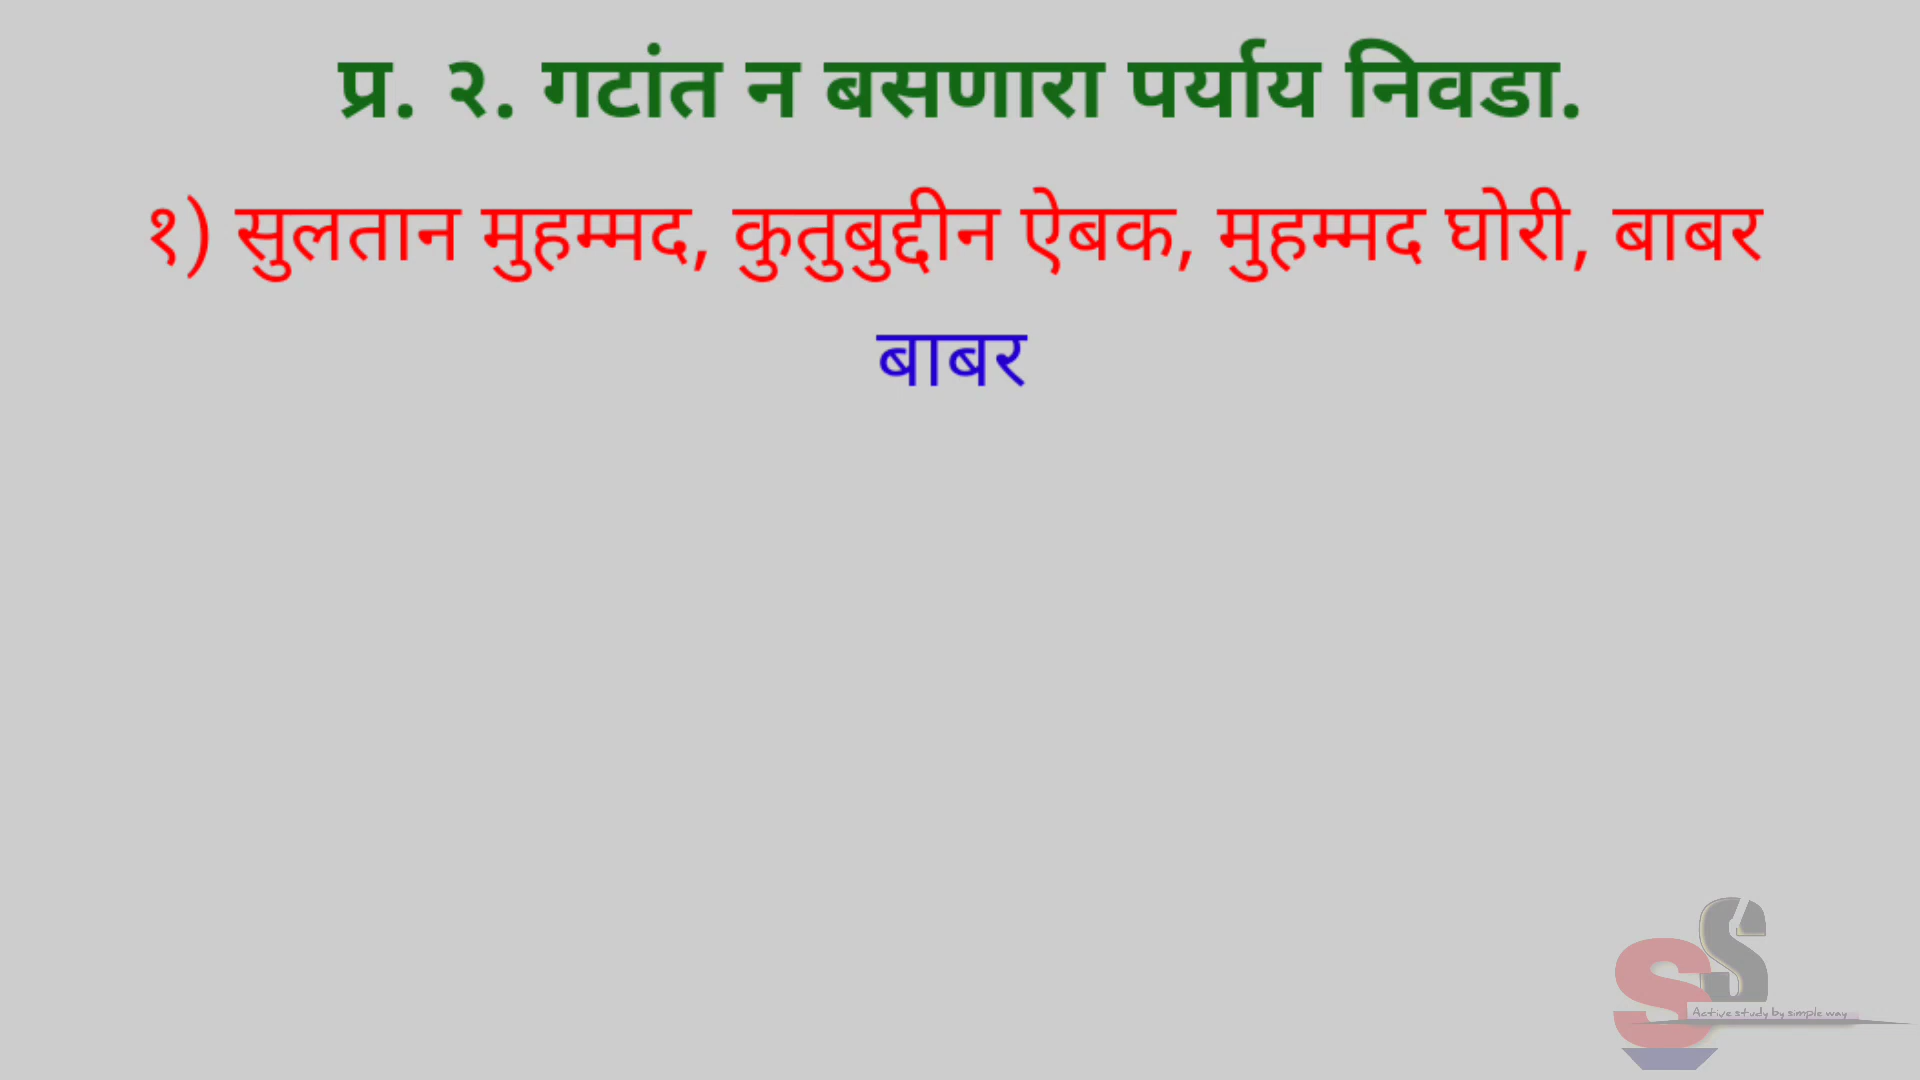 प्र. २. गटांत न बसणारा पर्याय निवडा.
१) सुलतान मुहम्मद, कुतुबुद्दीन ऐबक, मुहम्मद घोरी, बाबर
बाबर
SS
Active study by simple way